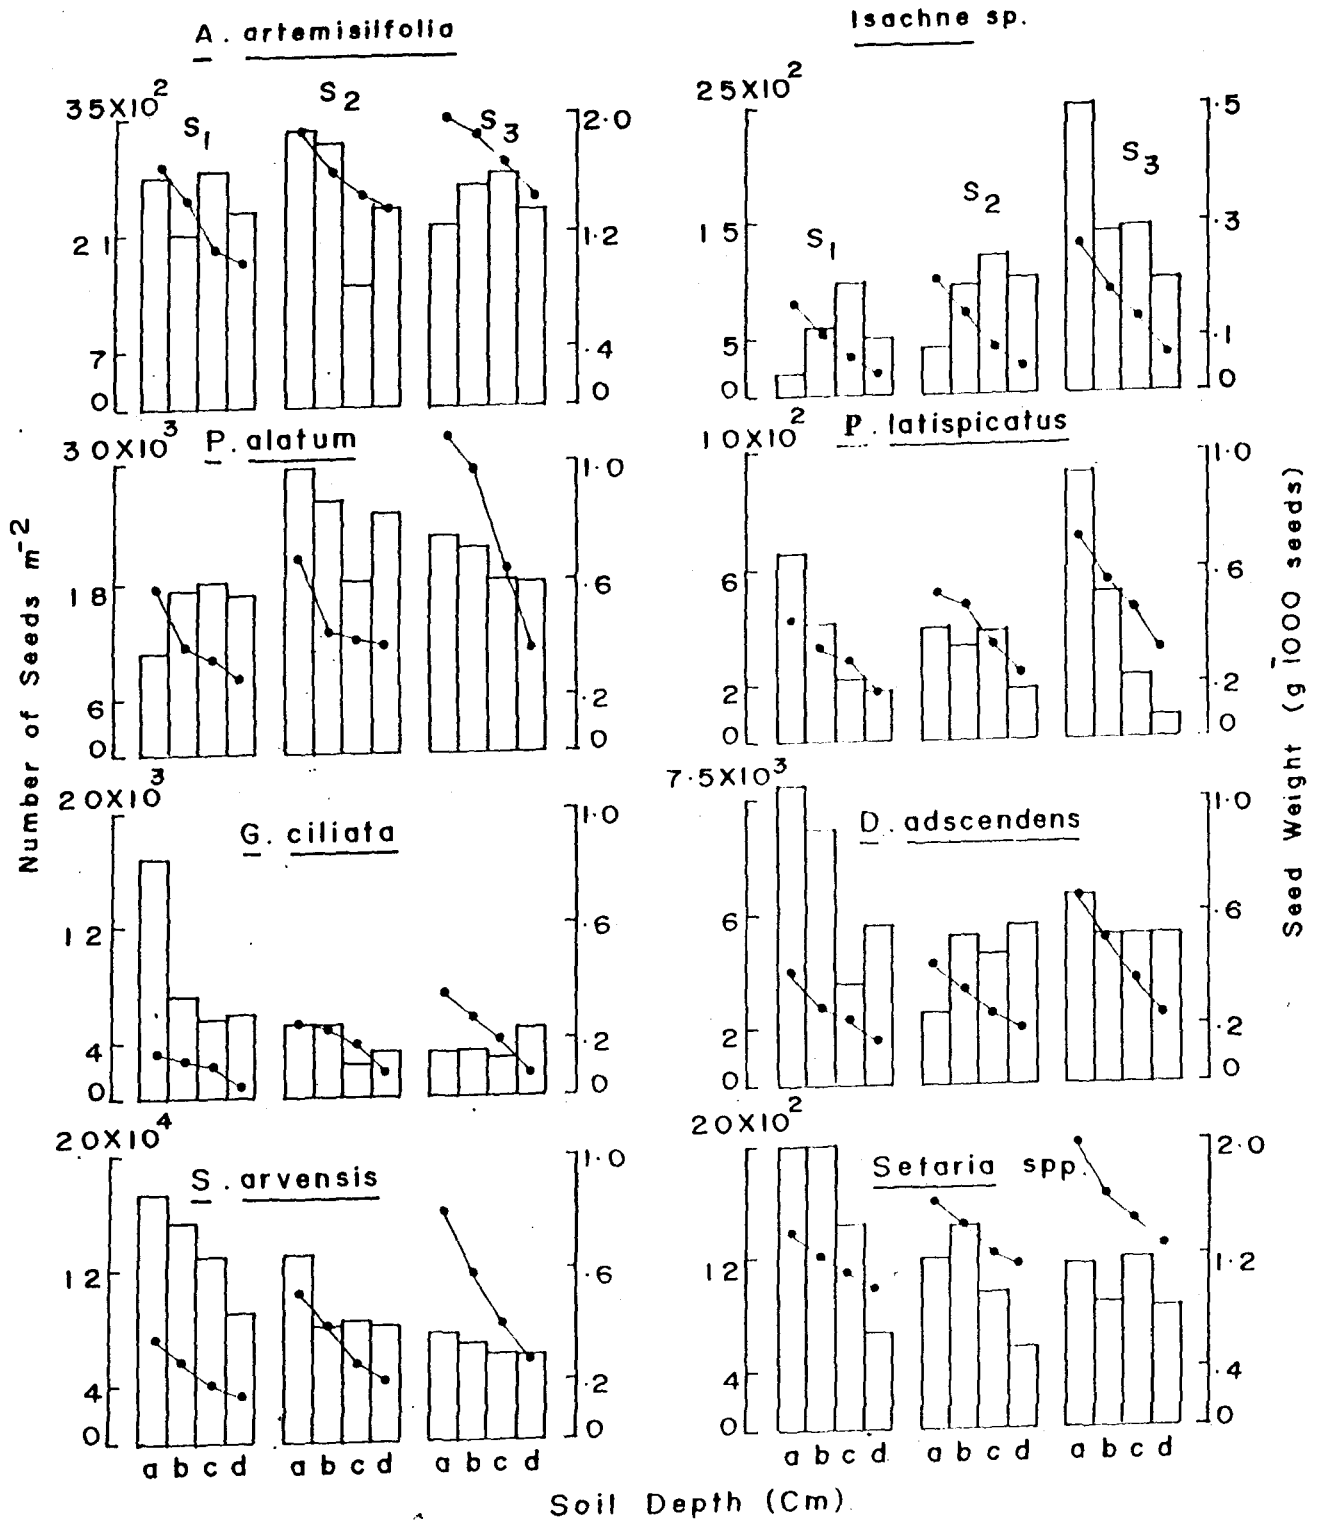 A. artemisiifolia
Isachne sp.
35X10²
S₁
S₂
S₃
2.0
21
1.2
7
.4
0
0
25X10²
S₁
S₂
S₃
.5
15
.3
5
.1
0
0
P. alatum
30X10³
1.0
18
.6
6
.2
0
0
P. latispicatus
10X10²
1.0
6
.6
2
.2
0
0
Number of Seeds m⁻²
Seed Weight (g⁻1000 seeds)
G. ciliata
20X10³
1.0
12
.6
4
.2
0
0
D. adscendens
7.5X10³
1.0
6
.6
2
.2
0
0
S. arvensis
20X10⁴
1.0
12
.6
4
.2
0
0
Setaria spp.
20X10²
2.0
12
1.2
4
.4
0
0
a b c d a b c d a b c d
a b c d a b c d a b c d
Soil Depth (Cm)